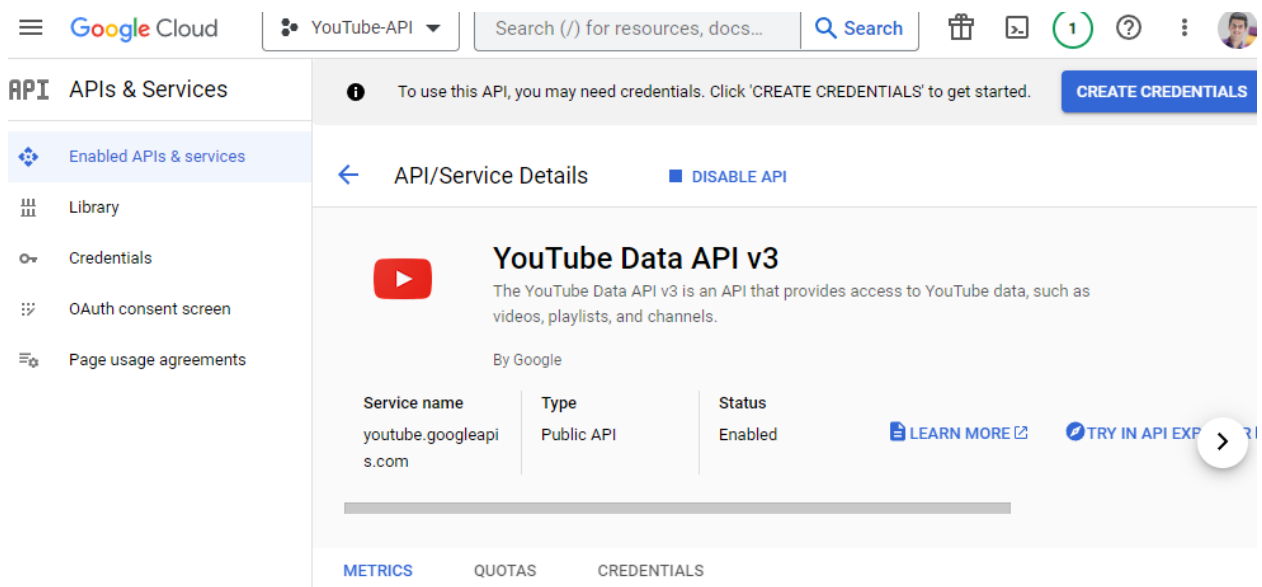 Google Cloud
YouTube-API
Search (/) for resources, docs...
Search
1
API
APIs & Services
To use this API, you may need credentials. Click 'CREATE CREDENTIALS' to get started.
CREATE CREDENTIALS
Enabled APIs & services
Library
Credentials
OAuth consent screen
Page usage agreements
API/Service Details
DISABLE API
YouTube Data API v3
The YouTube Data API v3 is an API that provides access to YouTube data, such as
videos, playlists, and channels.
By Google
Service name
Type
Status
youtube.googleapi
s.com
Public API
Enabled
LEARN MORE
TRY IN API
METRICS
QUOTAS
CREDENTIALS